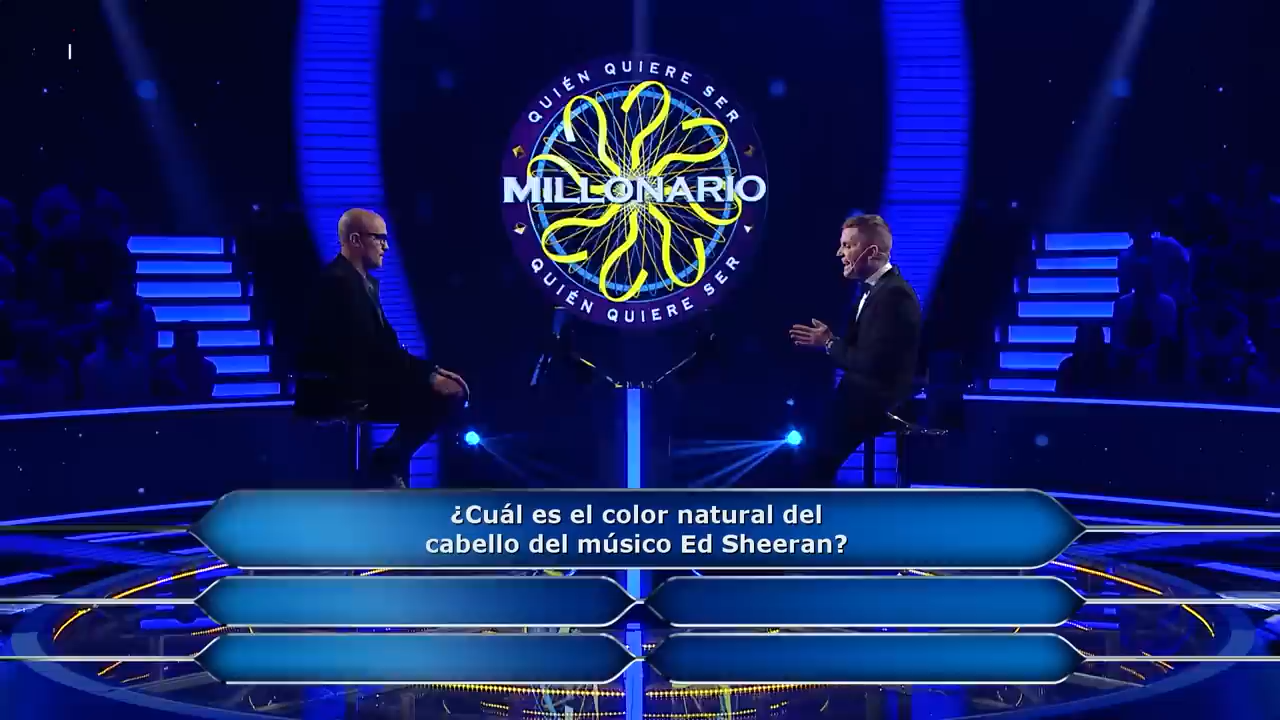 QUIÉN QUIERE SER
MILLONARIO
QUIÉN QUIERE SER
¿Cuál es el color natural del
cabello del músico Ed Sheeran?